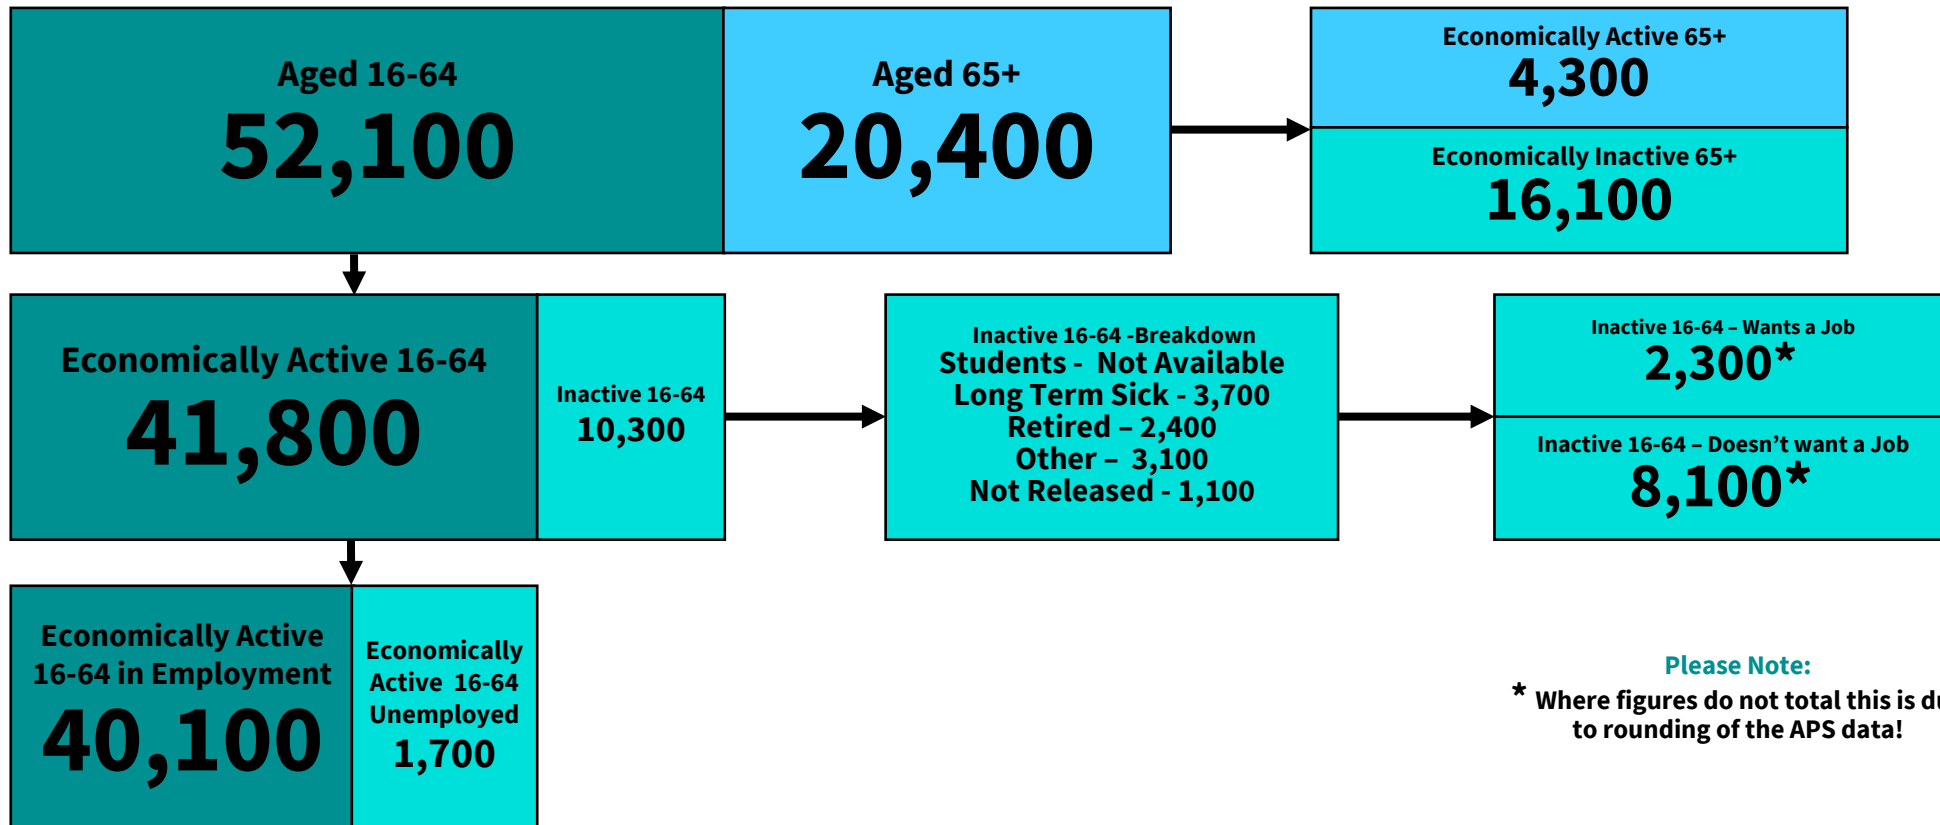 Aged 16-64
52,100
Aged 65+
20,400
Economically Active 65+
4,300
Economically Inactive 65+
16,100
Economically Active 16-64
41,800
Inactive 16-64
10,300
Inactive 16-64 -Breakdown
Students - Not Available
Long Term Sick - 3,700
Retired – 2,400
Other – 3,100
Not Released - 1,100
Inactive 16-64 – Wants a Job
2,300*
Inactive 16-64 – Doesn’t want a Job
8,100*
Economically Active
16-64 in Employment
40,100
Economically
Active 16-64
Unemployed
1,700
Please Note:
* Where figures do not total this is
to rounding of the APS data!